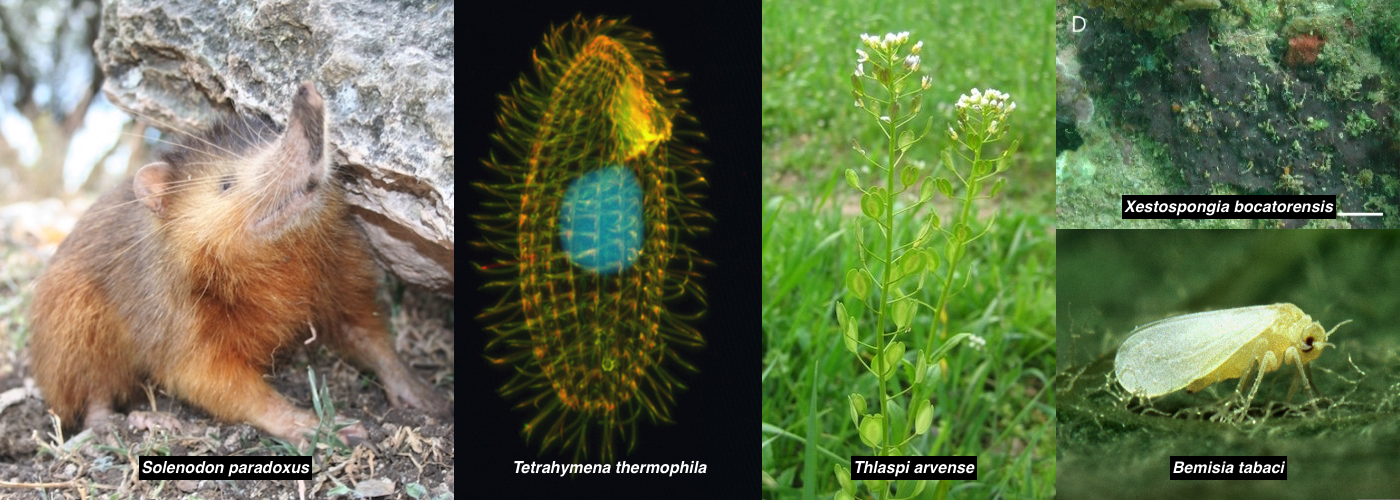 D
Xestospongia bocatorensis
Solenodon paradoxus
Tetrahymena thermophila
Thlaspi arvense
Bemisia tabaci